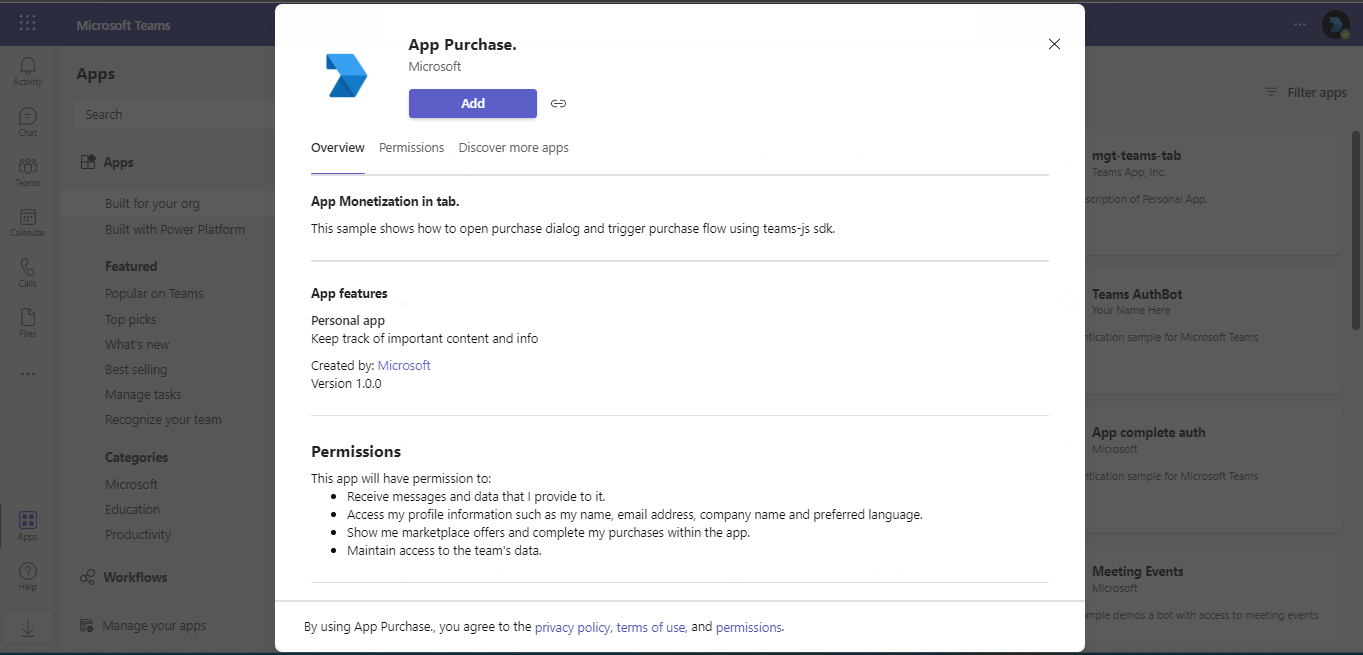 Microsoft Teams
Activity
Chat
Teams
Calendar
Calls
Files
Apps
Help
Apps
Search
Apps
Built for your org
Built with Power Platform
Featured
Popular on Teams
Top picks
What's new
Best selling
Manage tasks
Recognize your team
Categories
Microsoft
Education
Productivity
Workflows
Manage your apps
App Purchase.
Microsoft
Add
Overview Permissions Discover more apps
App Monetization in tab.
This sample shows how to open purchase dialog and trigger purchase flow using teams-js sdk.
App features
Personal app
Keep track of important content and info
Created by: Microsoft
Version 1.0.0
Permissions
This app will have permission to:
Receive messages and data that I provide to it.
Access my profile information such as my name, email address, company name and preferred language.
Show me marketplace offers and complete my purchases within the app.
Maintain access to the team's data.
By using App Purchase., you agree to the privacy policy, terms of use, and permissions.
Filter apps
mgt-teams-tab
Teams App, Inc.
scription of Personal App.
Teams AuthBot
Your Name Here
ntication sample for Microsoft Teams
App complete auth
Microsoft
ntication sample for Microsoft Teams
Meeting Events
Microsoft
mple demos a bot with access to meeting events